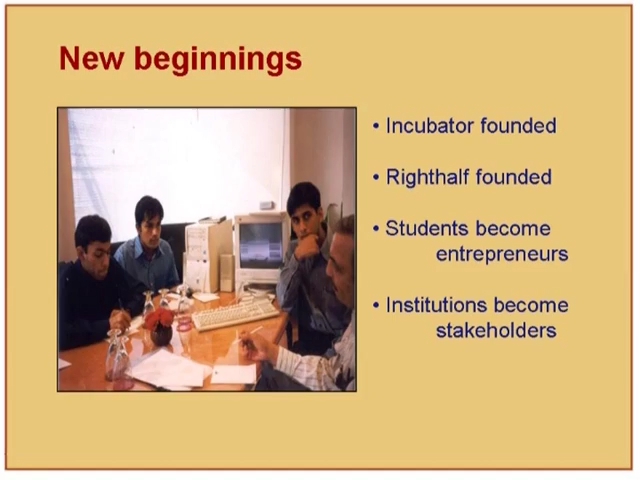 New beginnings
• Incubator founded
• Righthalf founded
• Students become
entrepreneurs
• Institutions become
stakeholders